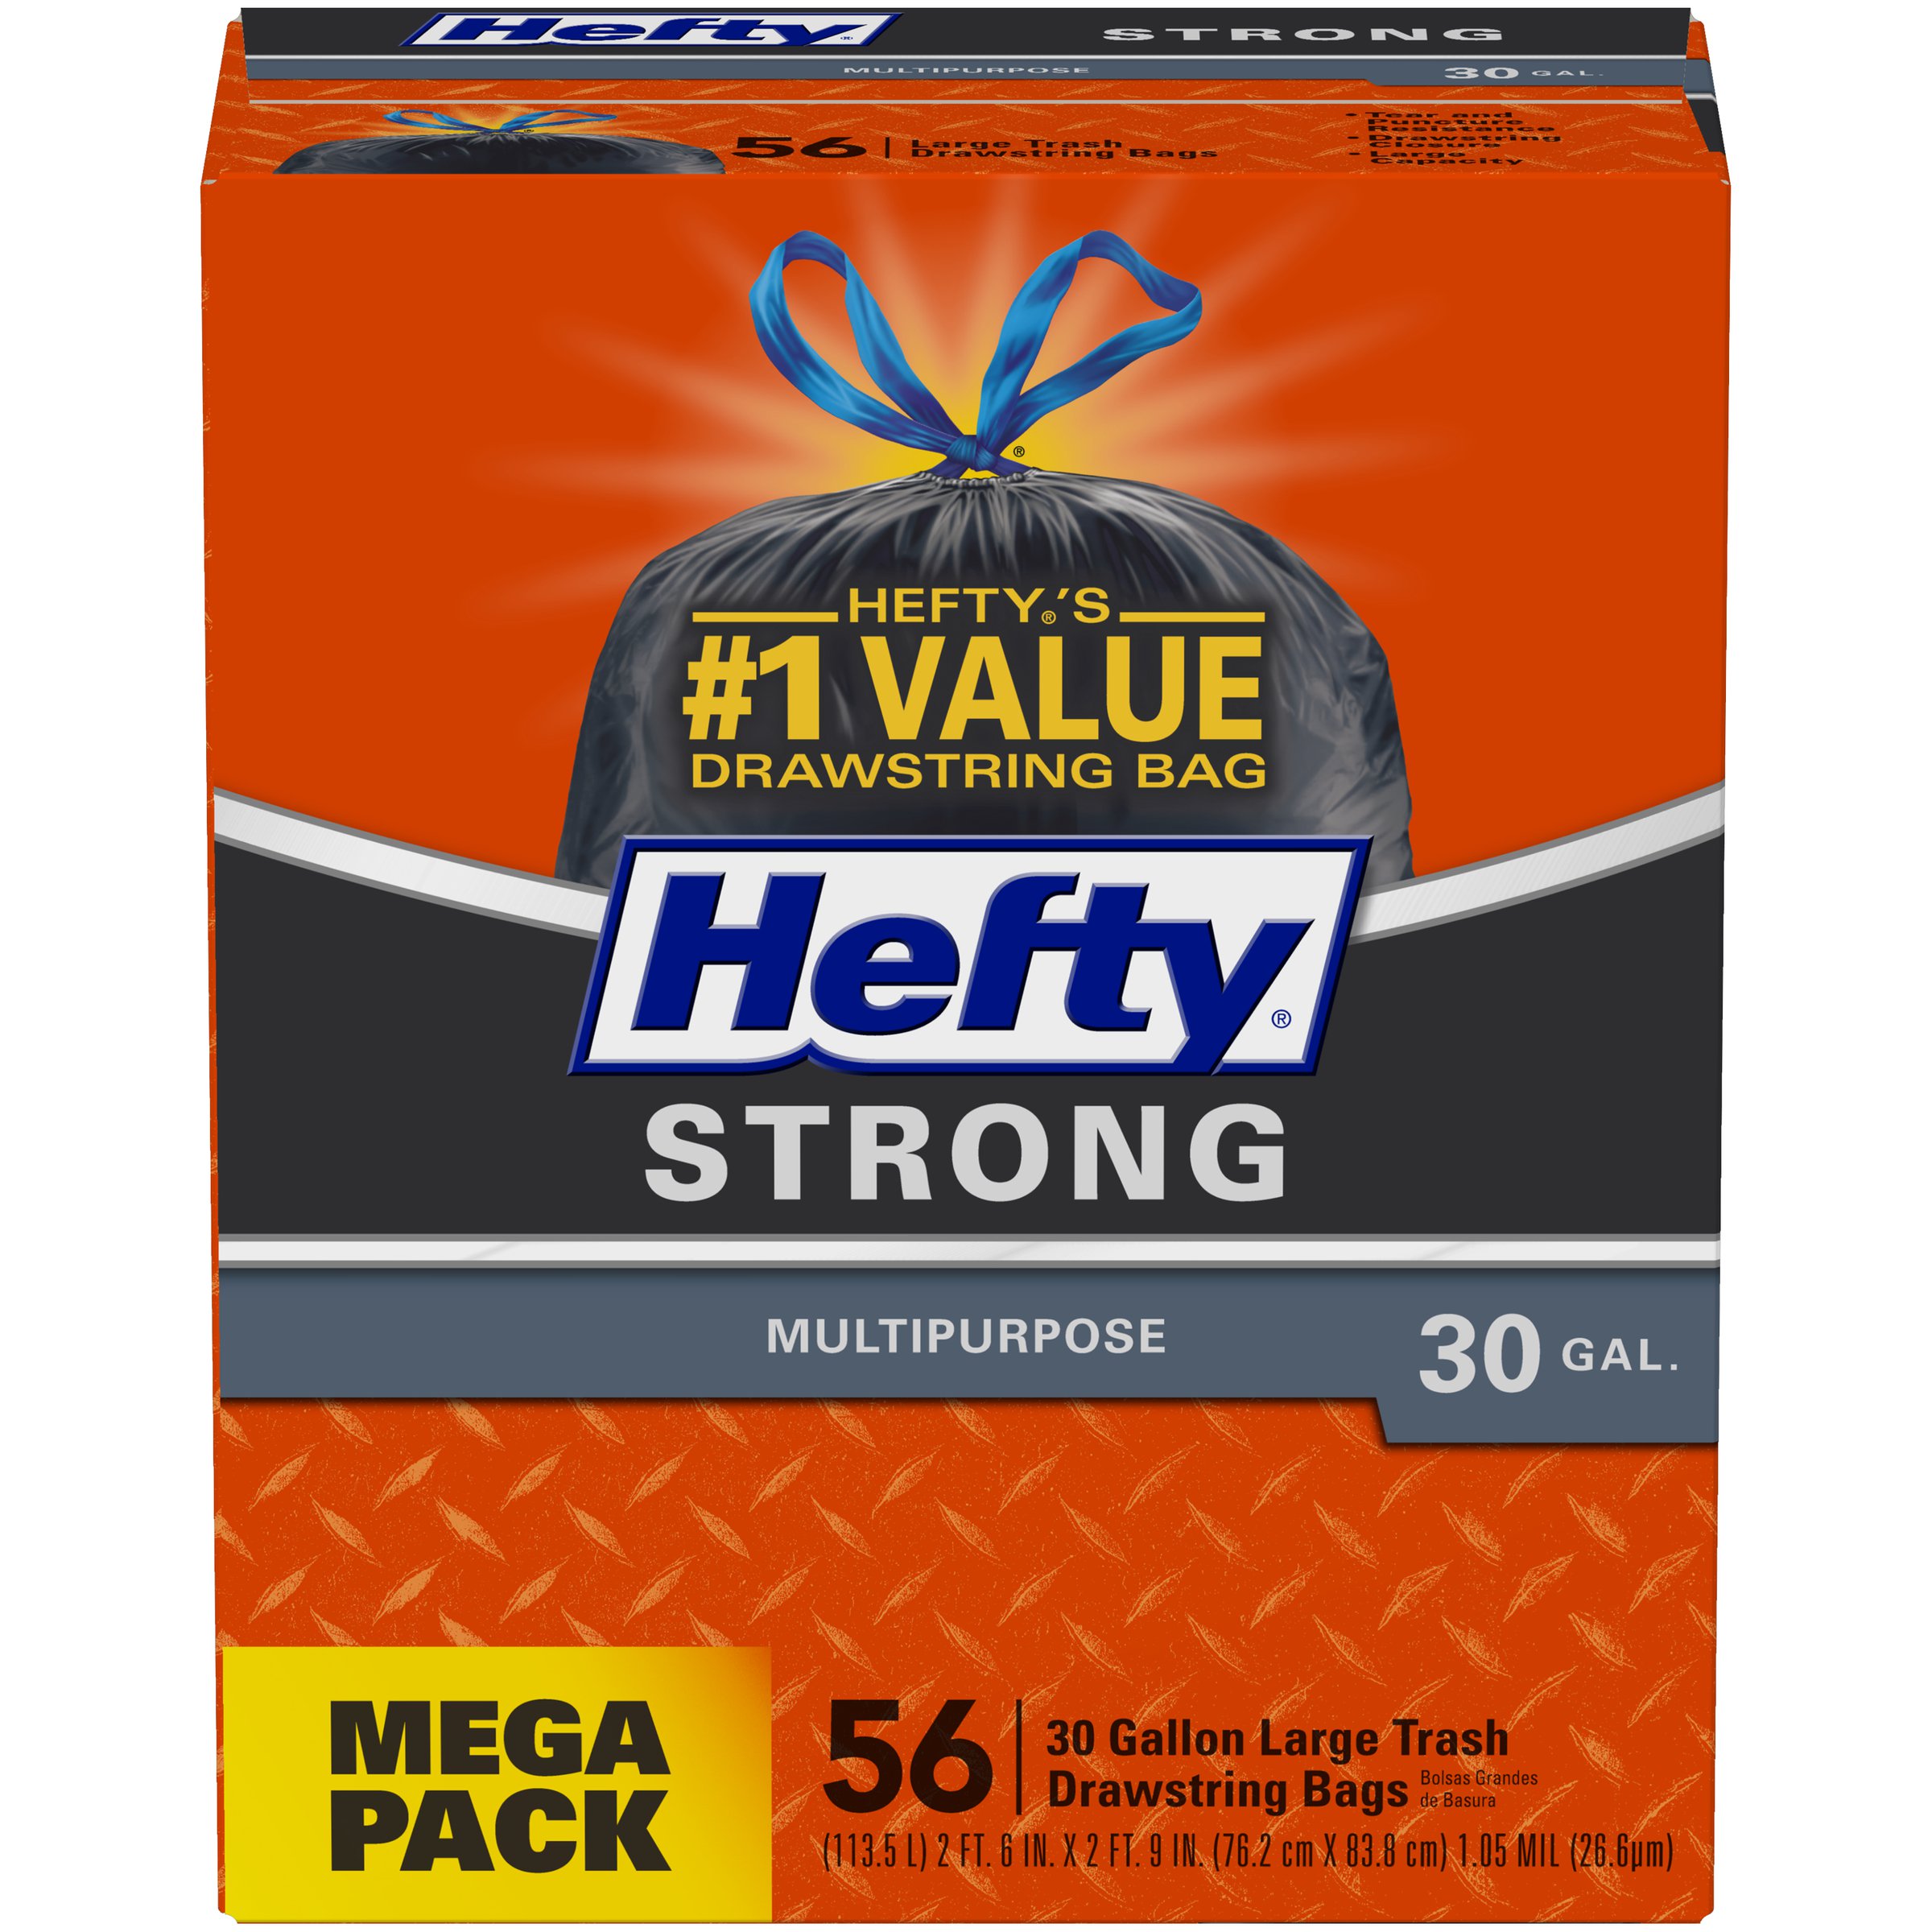 Hefty®
STRONG
MULTIPURPOSE
30 GAL.
56
Large Trash
Drawstring Bags
• Tear and
Puncture
Resistance
• Drawstring
Closure
• Large
Capacity
®
HEFTY®'S
#1 VALUE
DRAWSTRING BAG
Hefty®
STRONG
MULTIPURPOSE
30 GAL.
MEGA
PACK
56
30 Gallon Large Trash
Drawstring Bags
Bolsas Grandes
de Basura
(113.5 L) 2 FT. 6 IN. X 2 FT. 9 IN. (76.2 cm X 83.8 cm) 1.05 MIL (26.6µm)